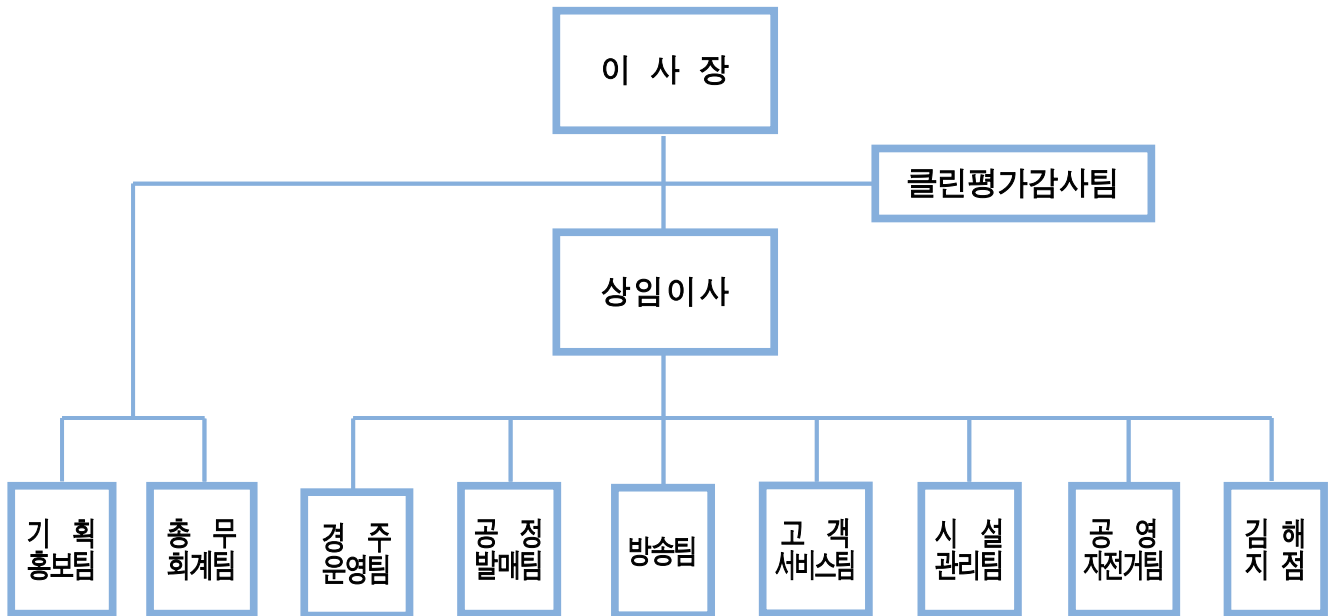 이 사 장
클린평가감사팀
상임이사
기 획
홍보팀
총 무
회계팀
경 주
운영팀
공 정
발매팀
방송팀
고 객
서비스팀
시 설
관리팀
공 영
자전거팀
김 해
지 점